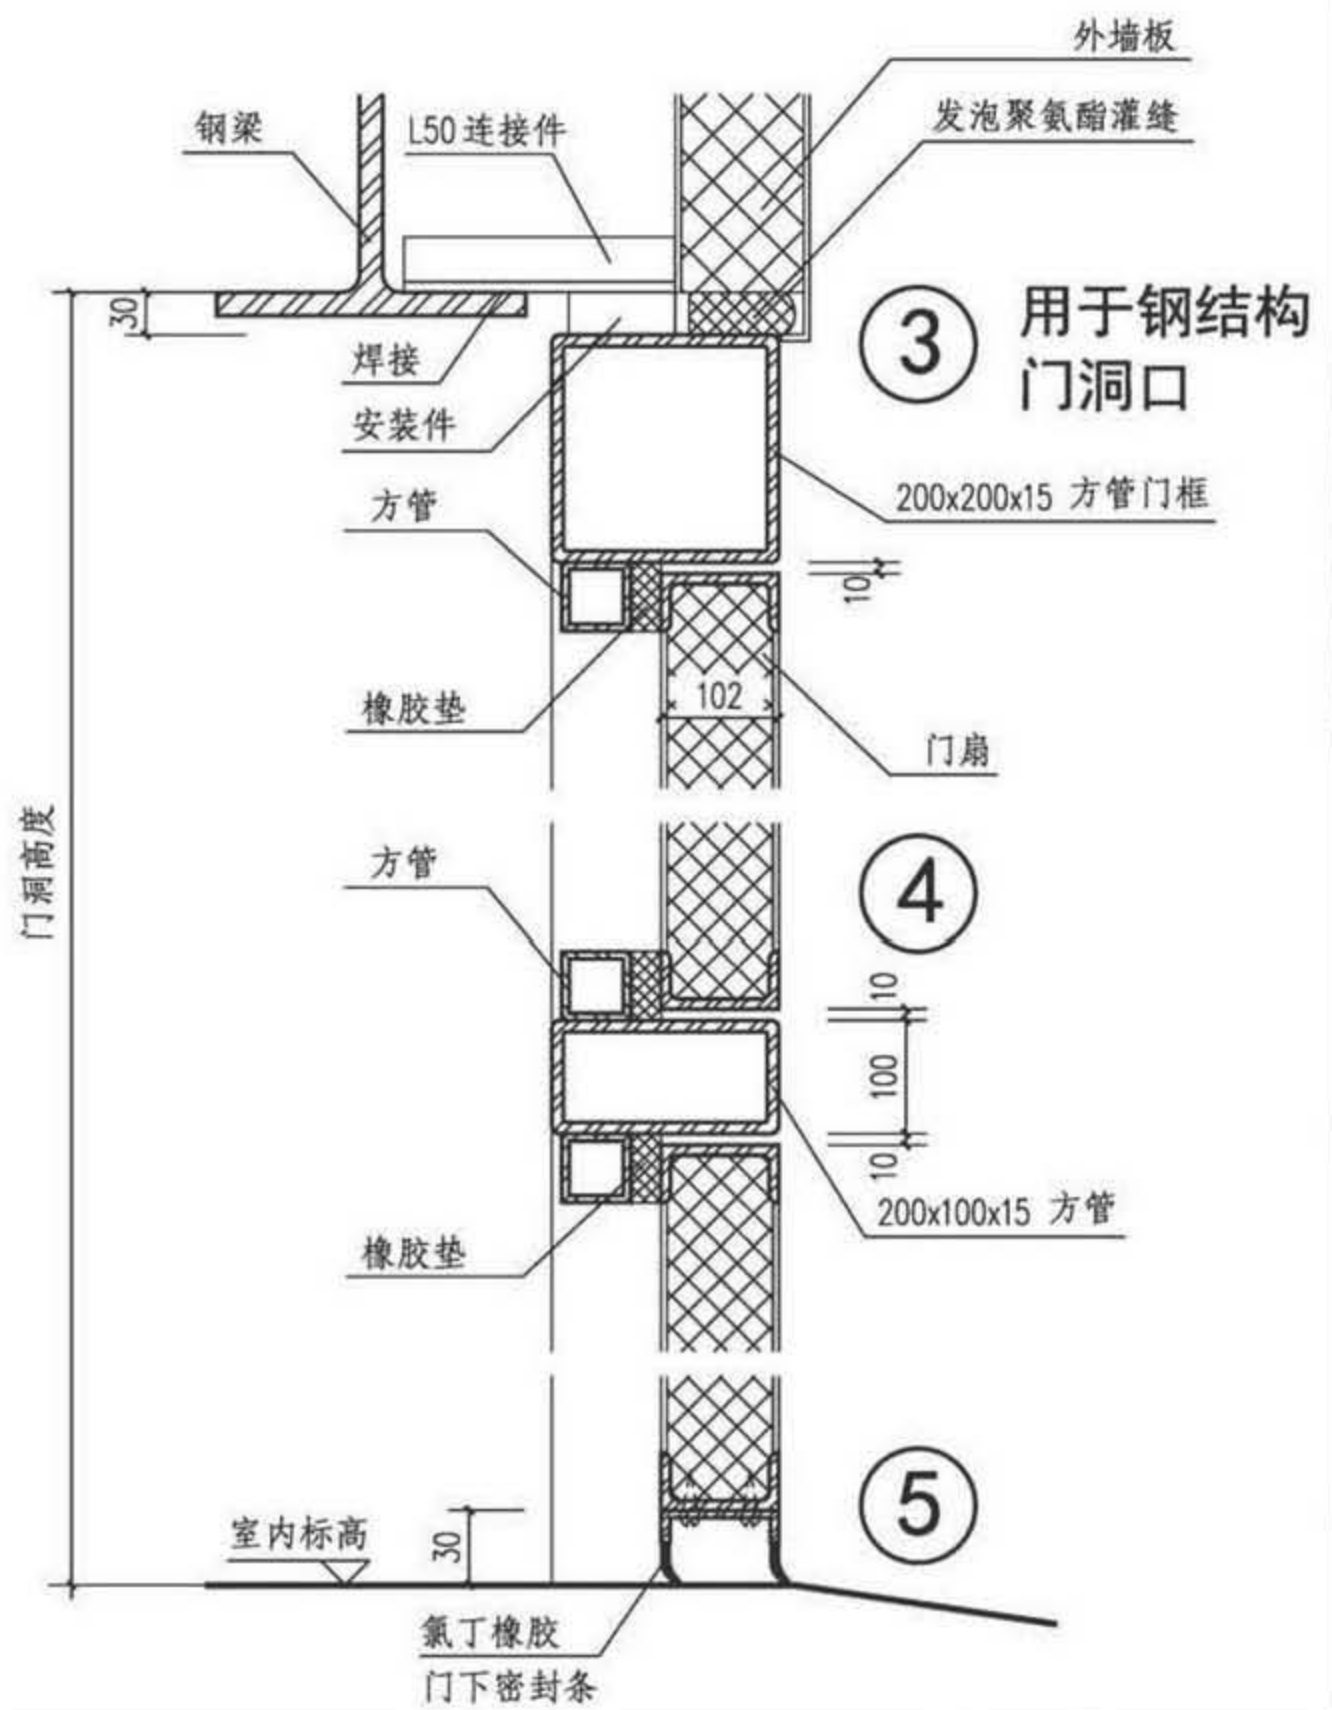 外墙板
发泡聚氨酯灌缝
钢梁
L50连接件
30
焊接
安装件
③ 用于钢结构
门洞口
方管
200x200x15 方管门框
10
橡胶垫
102
门扇
门洞高度
方管
④
10
100
10
200x100x15 方管
橡胶垫
⑤
室内标高
30
氯丁橡胶
门下密封条